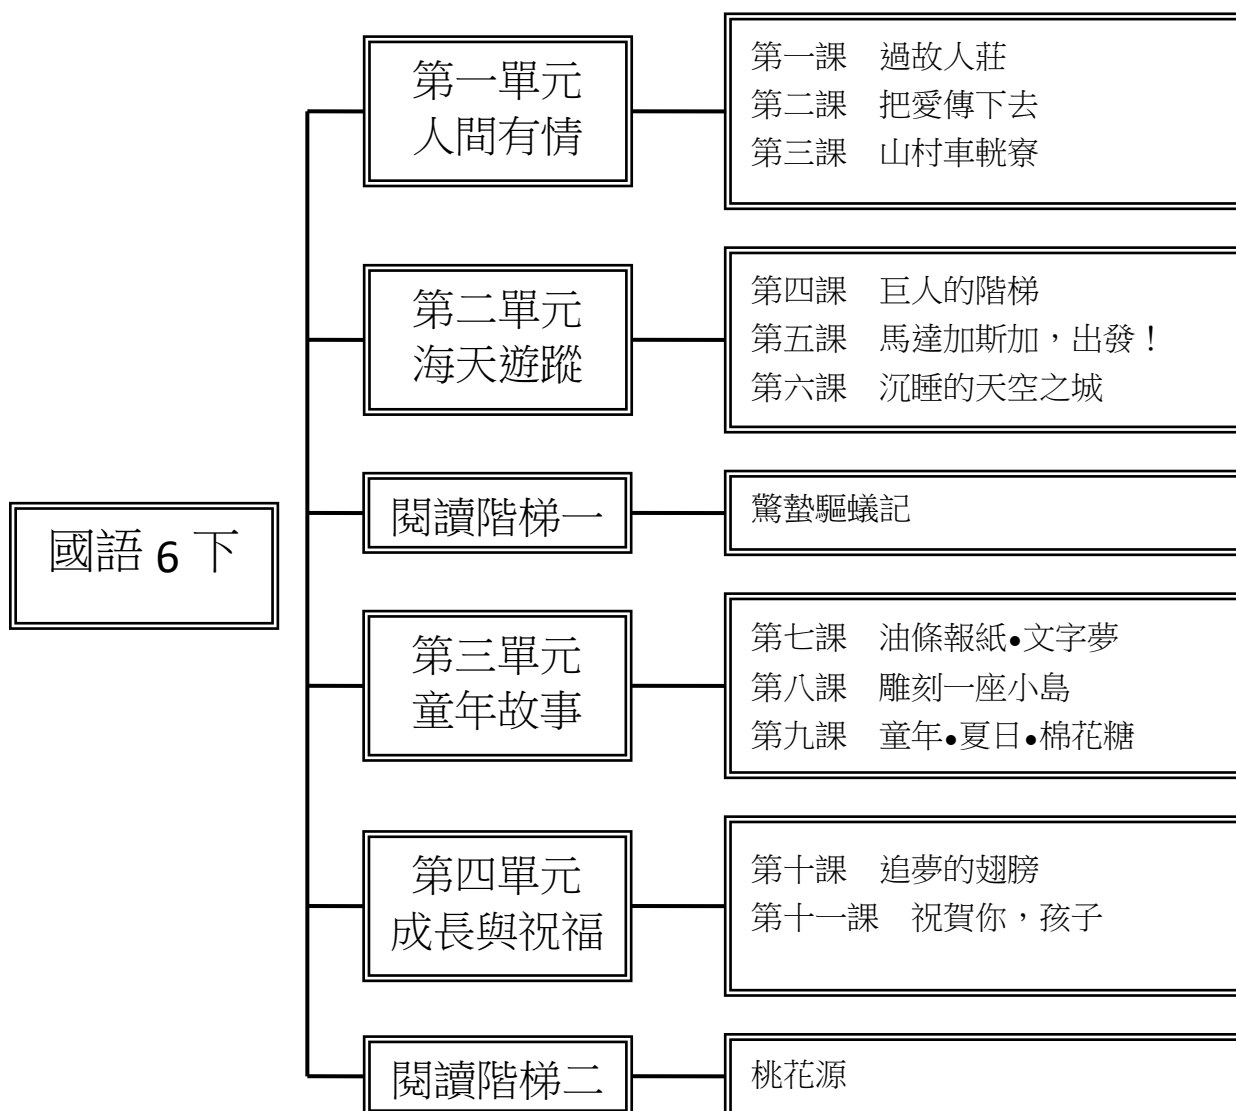 國語 6 下
第一單元
人間有情
第一課　過故人莊
第二課　把愛傳下去
第三課　山村車輄寮
第二單元
海天遊蹤
第四課　巨人的階梯
第五課　馬達加斯加，出發！
第六課　沉睡的天空之城
閱讀階梯一
驚蟄驅蟻記
第三單元
童年故事
第七課　油條報紙•文字夢
第八課　雕刻一座小島
第九課　童年•夏日•棉花糖
第四單元
成長與祝福
第十課　追夢的翅膀
第十一課　祝賀你，孩子
閱讀階梯二
桃花源